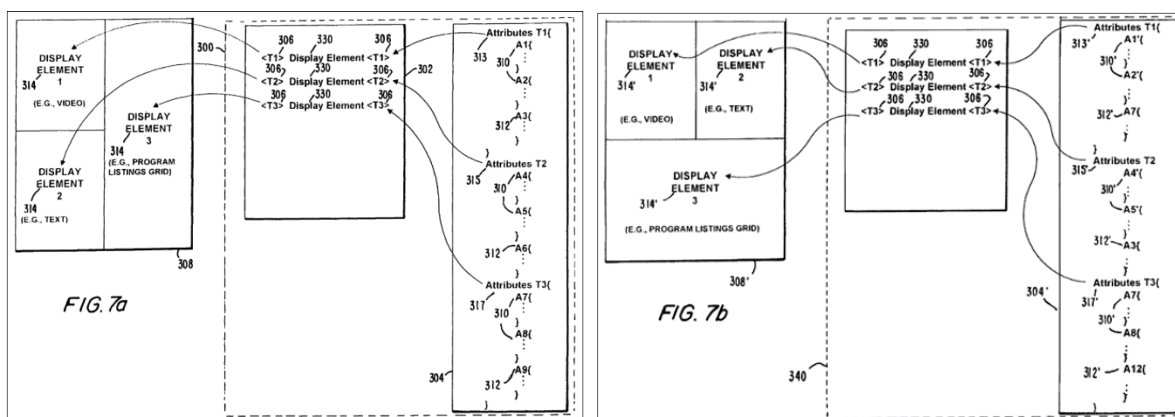 DISPLAY
ELEMENT
1
314
(E.G., VIDEO)
DISPLAY
ELEMENT
3
314
(E.G., PROGRAM
LISTINGS GRID)
DISPLAY
ELEMENT
2
314
(E.G., TEXT)
308
FIG. 7a
300
306 330 306
<T1> Display Element <T1>
306 330 306
<T2> Display Element <T2>
306 330 306
<T3> Display Element <T3>
302
Attributes T1{
313
A1{
310
}
A2{
}
A3{
312
}
}
Attributes T2
315
A4{
310
}
A5{
}
A6{
312
}
Attributes T3{
317
A7{
310
}
A8{
}
A9{
312
304
}
DISPLAY
ELEMENT
1
314'
(E.G., VIDEO)
DISPLAY
ELEMENT
2
314'
(E.G., TEXT)
DISPLAY
ELEMENT
3
314'
(E.G., PROGRAM LISTINGS GRID)
308'
FIG. 7b
340
306 330 306
<T1> Display Element <T1>
306 330 306
<T2> Display Element <T2>
306 330 306
<T3> Display Element <T3>
Attributes T1{
313'
A1'{
310'
}
A2'{
}
A7{
312'
}
}
Attributes T2
315'
A4'{
310'
}
A5'{
}
A3{
312'
}
Attributes T3{
317'
304'
A7{
310'
}
A8{
}
A12{
312'
}
}